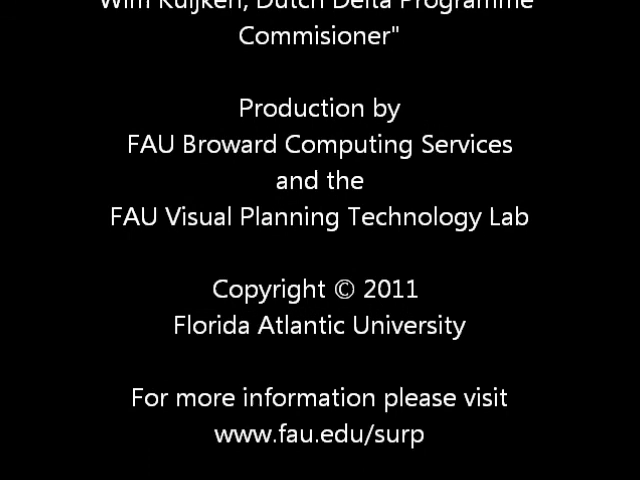 Wim Kuijken, Dutch Delta Programme
Commisioner"
Production by
FAU Broward Computing Services
and the
FAU Visual Planning Technology Lab
Copyright © 2011
Florida Atlantic University
For more information please visit
www.fau.edu/surp